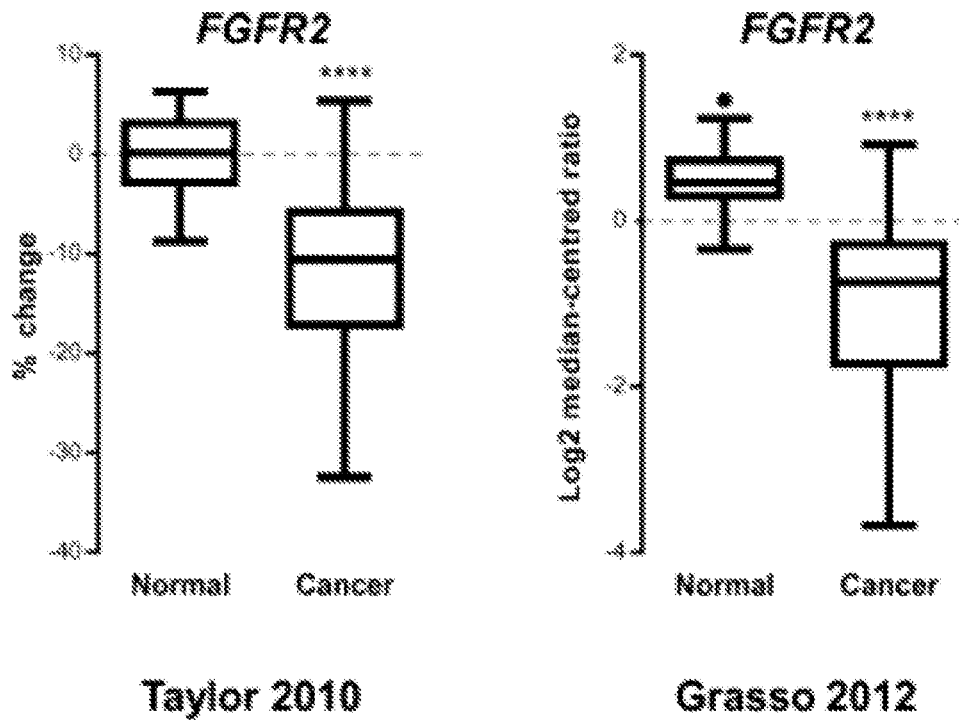 FGFR2
10
0
-10
-20
-30
-40
% change
****
Normal
Cancer
Taylor 2010
FGFR2
2
0
-2
-4
Log2 median-centred ratio
****
Normal
Cancer
Grasso 2012